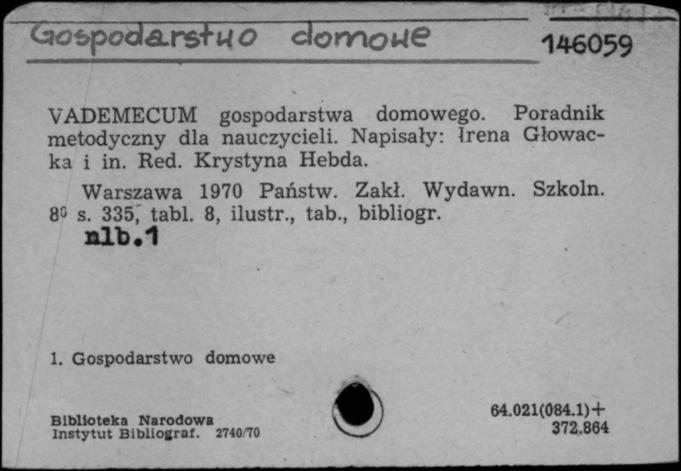 Gospodarstwo domowe
146059
VADEMECUM gospodarstwa domowego. Poradnik
metodyczny dla nauczycieli. Napisały: Irena Głowac-
ka i in. Red. Krystyna Hebda.
Warszawa 1970 Państw. Zakł. Wydawn. Szkoln.
8⁰ s. 335, tabl. 8, ilustr., tab., bibliogr.
nlb.1
1. Gospodarstwo domowe
64.021(084.1)+
372.864
Biblioteka Narodowa
Instytut Bibliograf. 2740/70